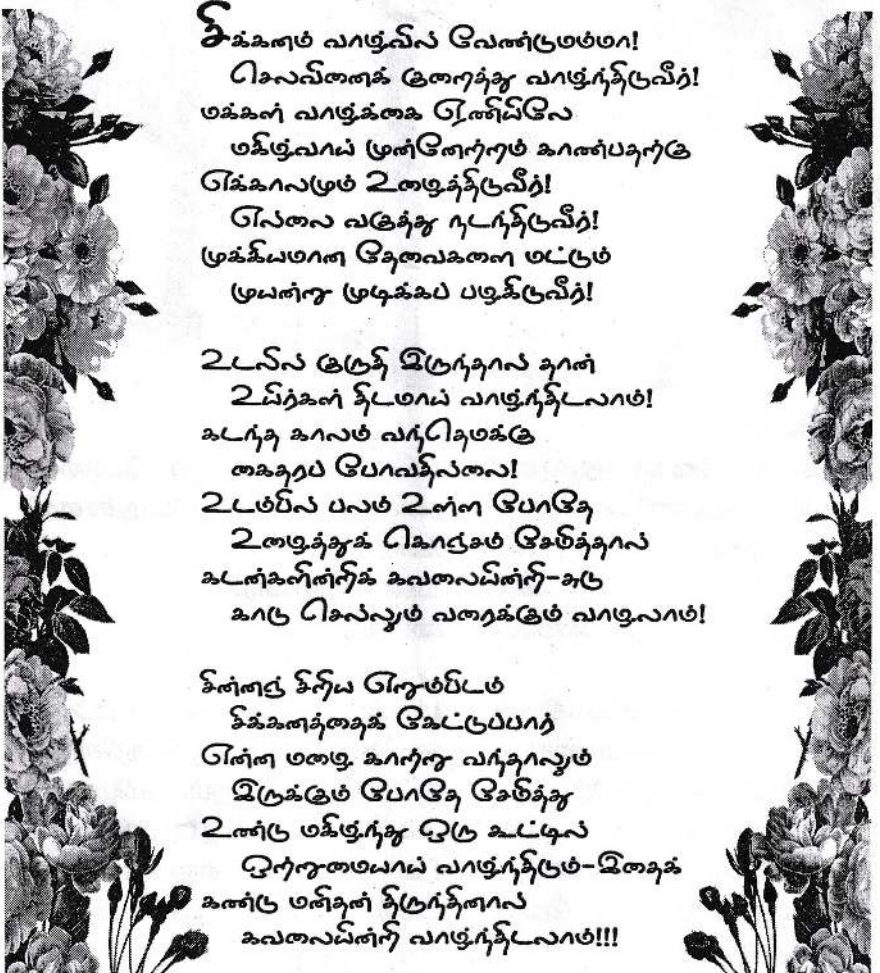 சிக்கனம் வாழ்வில் வேண்டுமம்மா!
செலவினைக் குறைத்து வாழ்ந்திடுவீர்!
மக்கள் வாழ்க்கை ஏணியிலே
மகிழ்வாய் முன்னேற்றம் காண்பதற்கு
எக்காலமும் உழைத்திடுவீர்!
எல்லை வகுத்து நடந்திடுவீர்!
முக்கியமான தேவைகளை மட்டும்
முயன்று முடிக்கப் பழகிடுவீர்!
உடலில் குருதி இருந்தால் தான்
உயிர்கள் திடமாய் வாழ்ந்திடலாம்!
கடந்த காலம் வந்தெமக்கு
கைதரப் போவதில்லை!
உடம்பில் பலம் உள்ள போதே
உழைத்துக் கொஞ்சம் சேமித்தால்
கடன்களின்றிக் கவலையின்றி-சுடு
காடு செல்லும் வரைக்கும் வாழலாம்!
சின்னஞ் சிறிய எறும்பிடம்
சிக்கனத்தைக் கேட்டுப்பார்
என்ன மழை காற்று வந்தாலும்
இருக்கும் போதே சேமித்து
உண்டு மகிழ்ந்து ஒரு கூட்டில்
ஒற்றுமையாய் வாழ்ந்திடும்-இதைக்
கண்டு மனிதன் திருந்தினால்
கவலையின்றி வாழ்ந்திடலாம்!!!